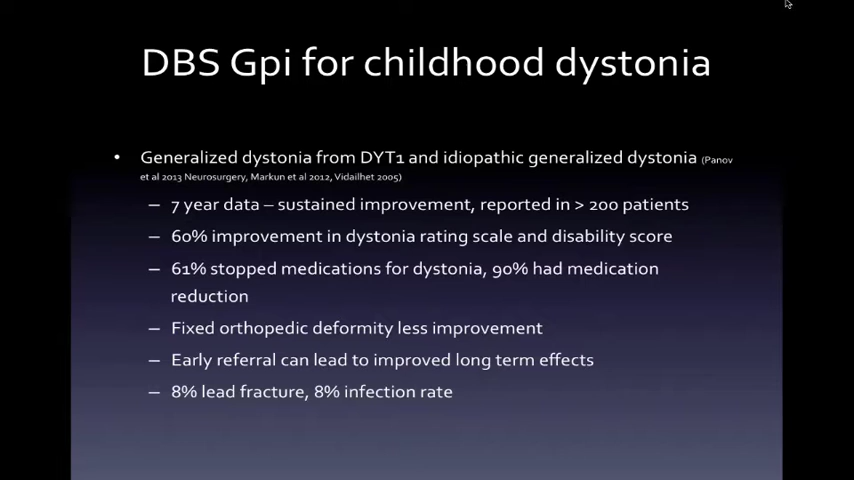 DBS Gpi for childhood dystonia
• Generalized dystonia from DYT1 and idiopathic generalized dystonia (Panov
et al 2013 Neurosurgery, Markun et al 2012, Vidailhet 2005)
– 7 year data – sustained improvement, reported in > 200 patients
– 60% improvement in dystonia rating scale and disability score
– 61% stopped medications for dystonia, 90% had medication
reduction
– Fixed orthopedic deformity less improvement
– Early referral can lead to improved long term effects
– 8% lead fracture, 8% infection rate